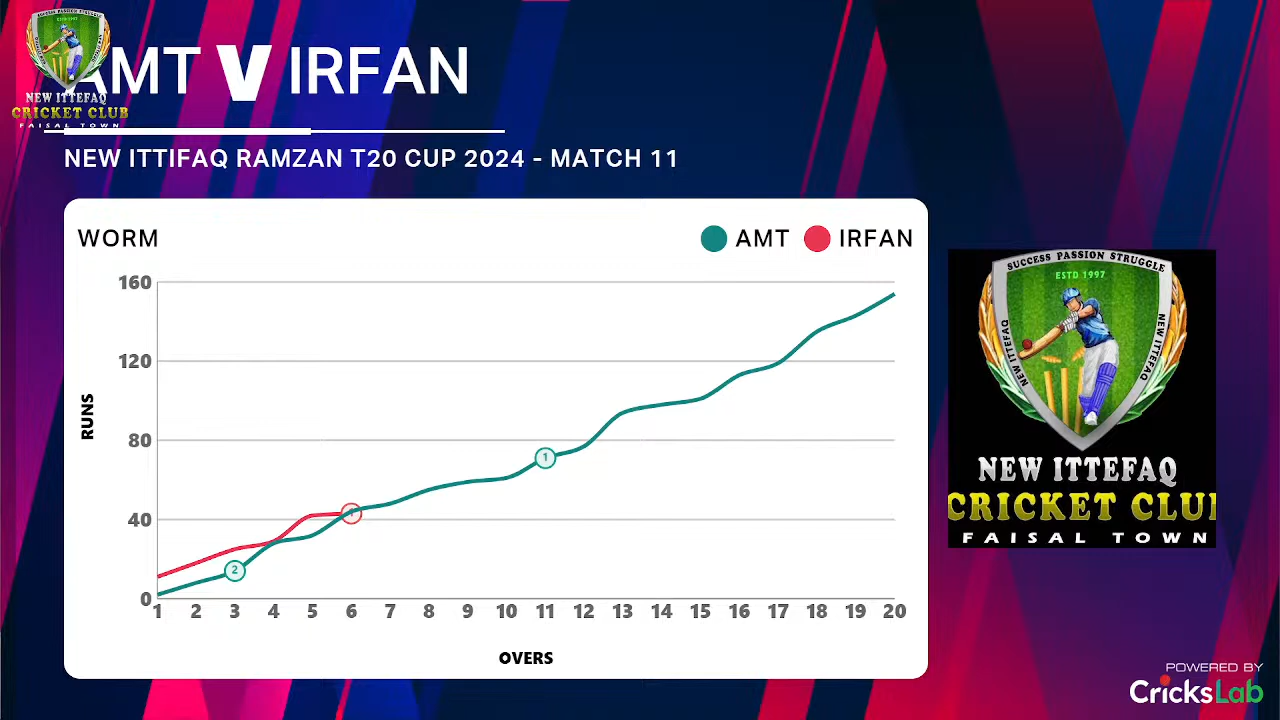 AMT V IRFAN
NEW ITTEFAQ
CRICKET CLUB
FAISAL TOWN
NEW ITTIFAQ RAMZAN T20 CUP 2024 - MATCH 11
WORM
AMT IRFAN
160
120
80
40
0
RUNS
1
2
1 2 3 4 5 6 7 8 9 10 11 12 13 14 15 16 17 18 19 20
OVERS
SUCCESS PASSION STRUGGLE
ESTD 1997
NEW ITTEFAQ
NEW ITTEFAQ
NEW ITTEFAQ
CRICKET CLUB
FAISAL TOWN
POWERED BY
CricksLab